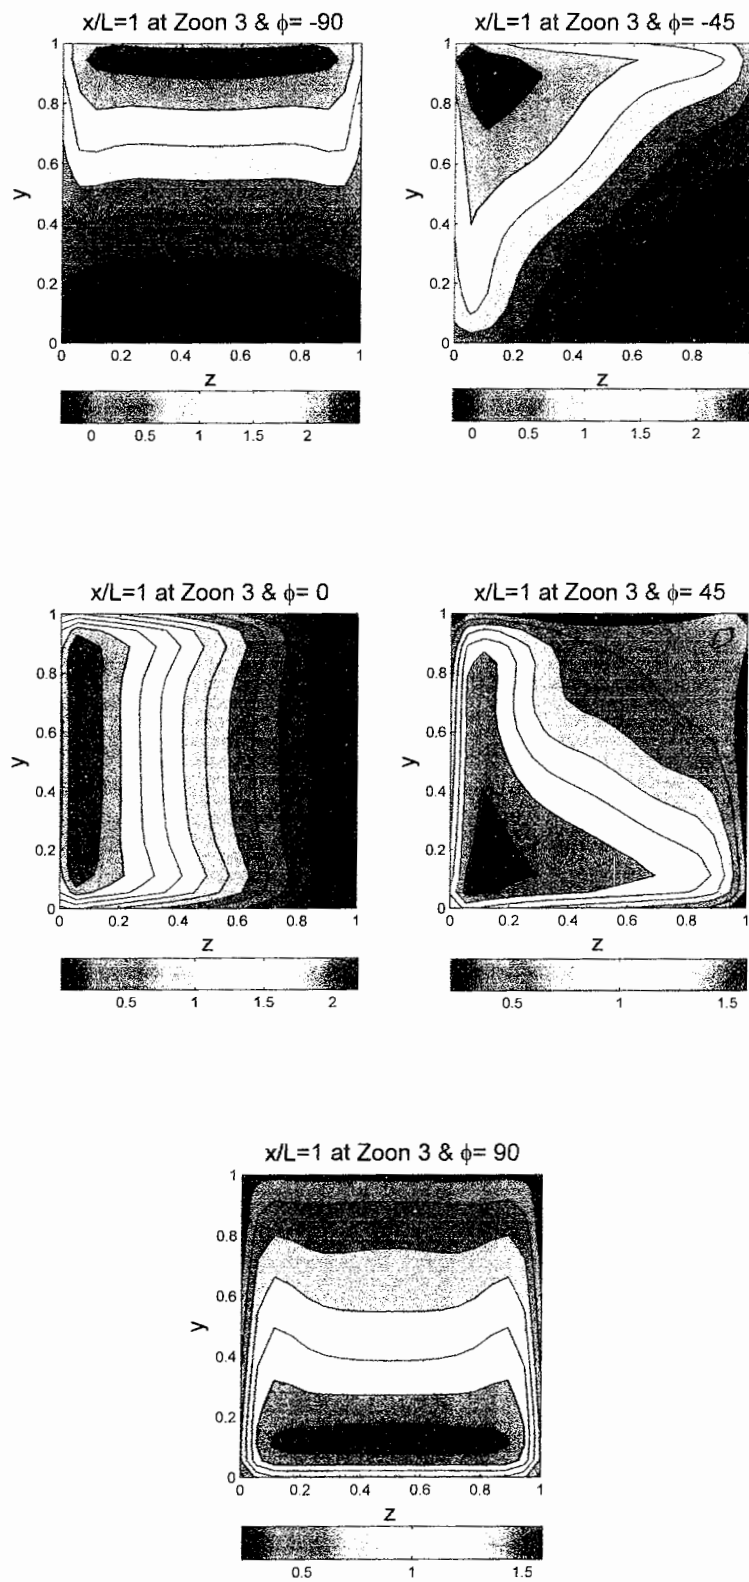 x/L=1 at Zoon 3 & ϕ= -90
x/L=1 at Zoon 3 & ϕ= -45
1
0.8
0.6
y
0.4
0.2
0
0 0.2 0.4 0.6 0.8 1
z
0 0.5 1 1.5 2
1
0.8
0.6
y
0.4
0.2
0
0 0.2 0.4 0.6 0.8
z
0 0.5 1 1.5 2
x/L=1 at Zoon 3 & ϕ= 0
x/L=1 at Zoon 3 & ϕ= 45
1
0.8
0.6
y
0.4
0.2
0
0 0.2 0.4 0.6 0.8 1
z
0.5 1 1.5 2
1
0.8
0.6
y
0.4
0.2
0
0 0.2 0.4 0.6 0.8 1
z
0.5 1 1.5
x/L=1 at Zoon 3 & ϕ= 90
1
0.8
0.6
y
0.4
0.2
0
0 0.2 0.4 0.6 0.8 1
z
0.5 1 1.5